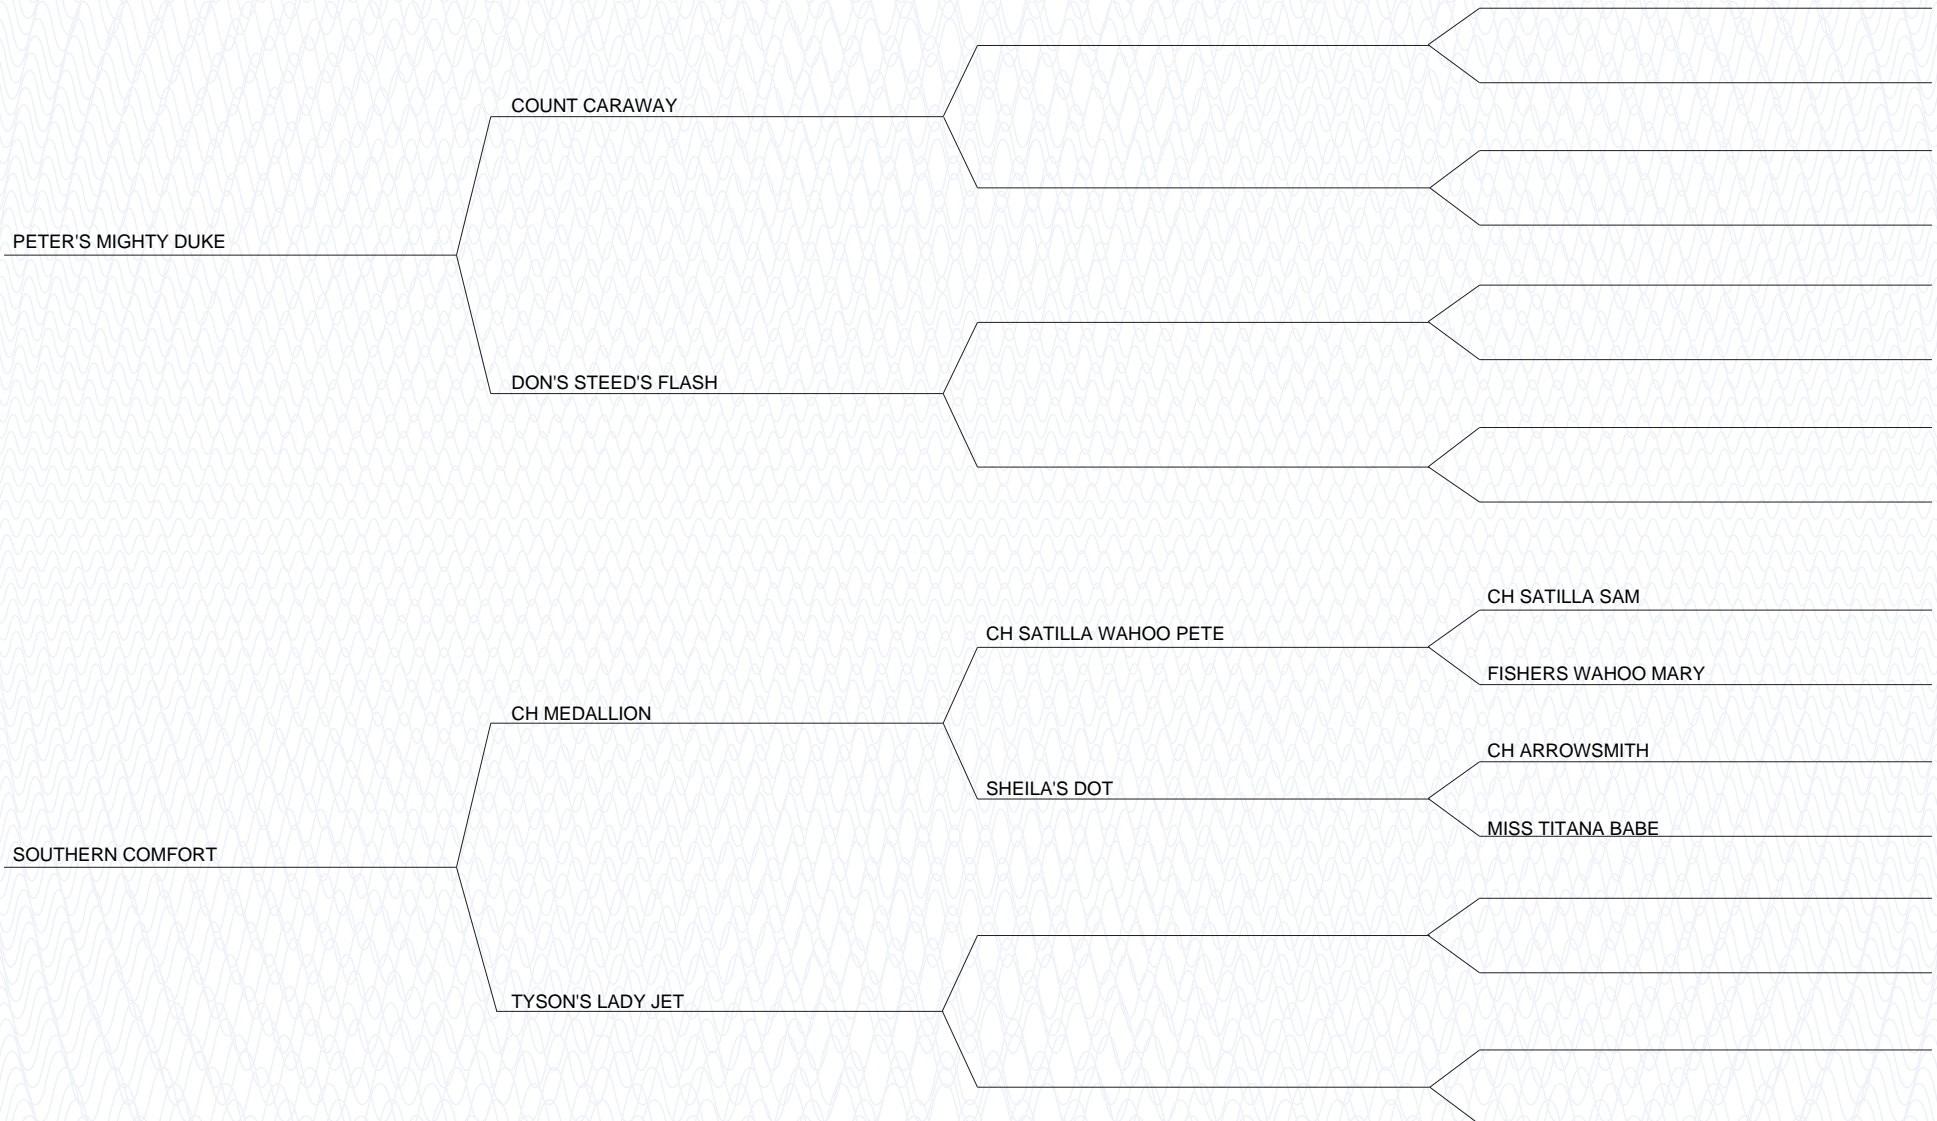 COUNT CARAWAY
PETER'S MIGHTY DUKE
DON'S STEED'S FLASH
CH SATILLA SAM
CH SATILLA WAHOO PETE
FISHERS WAHOO MARY
CH MEDALLION
CH ARROWSMITH
SHEILA'S DOT
MISS TITANA BABE
SOUTHERN COMFORT
TYSON'S LADY JET